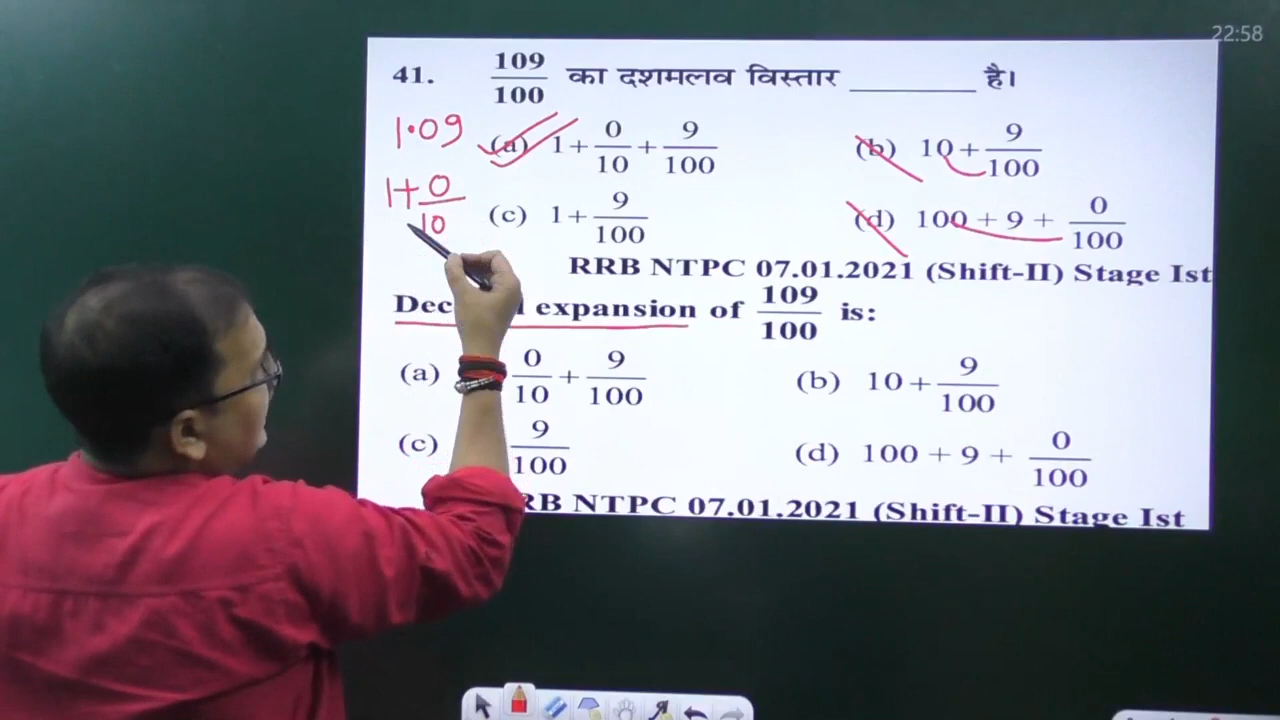 22:58
41. 109/100 का दशमलव विस्तार ________ है।
1.09
(a) 1 + 0/10 + 9/100 (b) 10 + 9/100
1 + 0/10
(c) 1 + 9/100 (d) 100 + 9 + 0/100
RRB NTPC 07.01.2021 (Shift-II) Stage Ist
expansion of 109/100 is:
(a) 0/10 + 9/100 (b) 10 + 9/100
(c) 9/100 (d) 100 + 9 + 0/100
NTPC 07.01.2021 (Shift-II) Stage Ist